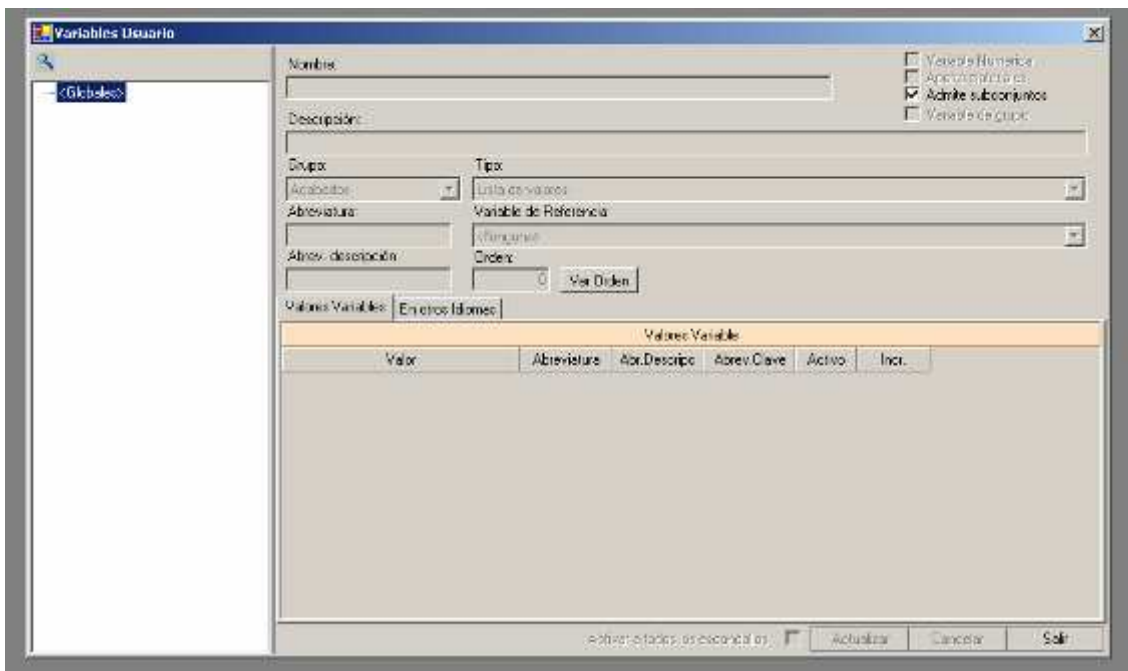 Variables Usuario
<Globales>
Nombre:
Variable Numerica
Admite subconjuntos
Variable de grupo
Descripción:
Grupo: Tipo:
Acabados Lista de valores
Abreviatura: Variable de Referencia
<Ninguna>
Abrev. descripción Orden:
0 Ver Orden
Valores Variables En otros Idiomas
Valores Variable
Valor Abreviatura Abr.Descripc Abrev.Clave Activo Incr.
Actualizar Cancelar Salir